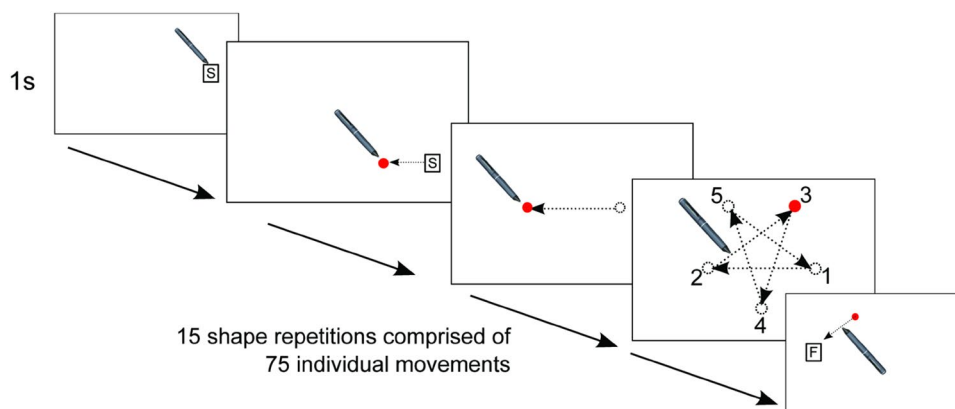 1s
S
S
5
3
2
1
4
15 shape repetitions comprised of
75 individual movements
F